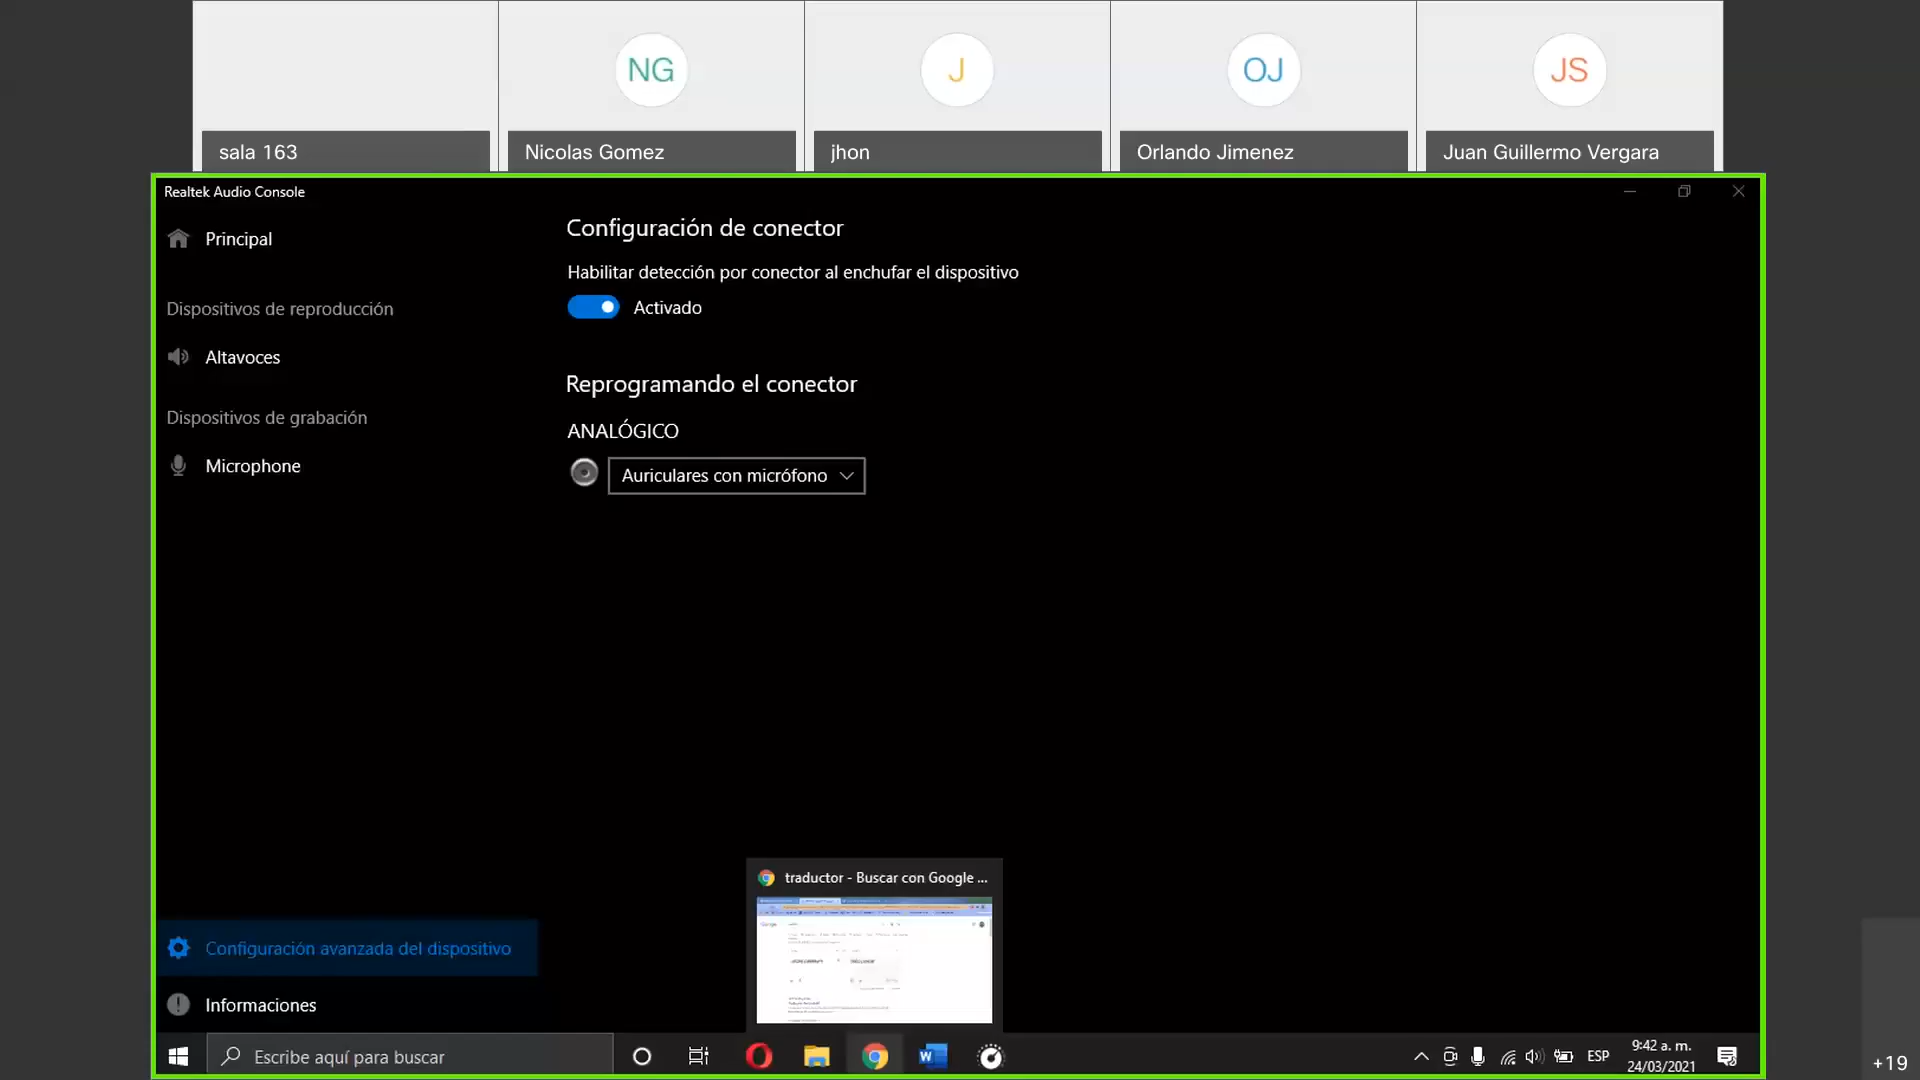 NG
J
OJ
JS
sala 163
Nicolas Gomez
jhon
Orlando Jimenez
Juan Guillermo Vergara
Realtek Audio Console
Principal
Dispositivos de reproducción
Altavoces
Dispositivos de grabación
Microphone
Configuración de conector
Habilitar detección por conector al enchufar el dispositivo
Activado
Reprogramando el conector
ANALÓGICO
Auriculares con micrófono
traductor - Buscar con Google ...
Configuración avanzada del dispositivo
Informaciones
Escribe aquí para buscar
ESP
9:42 a. m.
24/03/2021
+19